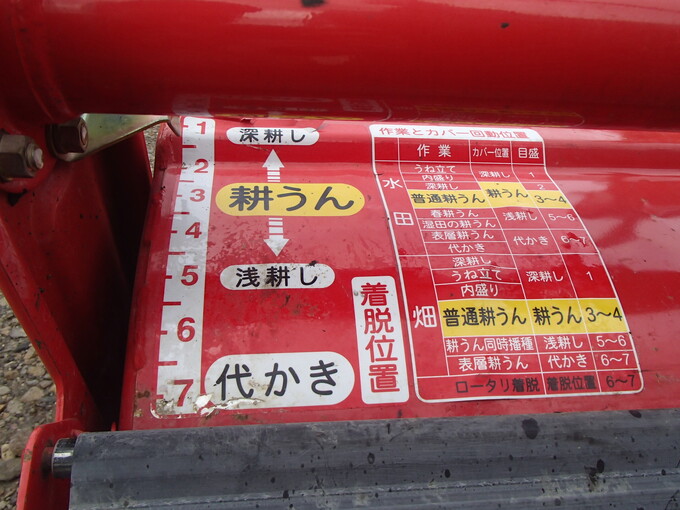 1
2
3
4
5
6
7
深耕し
耕うん
浅耕し
代かき
着脱位置
作業とカバー回動位置
作業 カバー位置 目盛
水田
うね立て 深耕し 1
内盛り
深耕し 2
普通耕うん 耕うん 3〜4
春耕うん 浅耕し 5〜6
湿田の耕うん
表層耕うん 代かき 6〜7
代かき
畑
深耕し 深耕し 1
うね立て
内盛り
普通耕うん 耕うん 3〜4
耕うん同時播種 浅耕し 5〜6
表層耕うん 代かき 6〜7
ロータリ着脱 着脱位置 6〜7